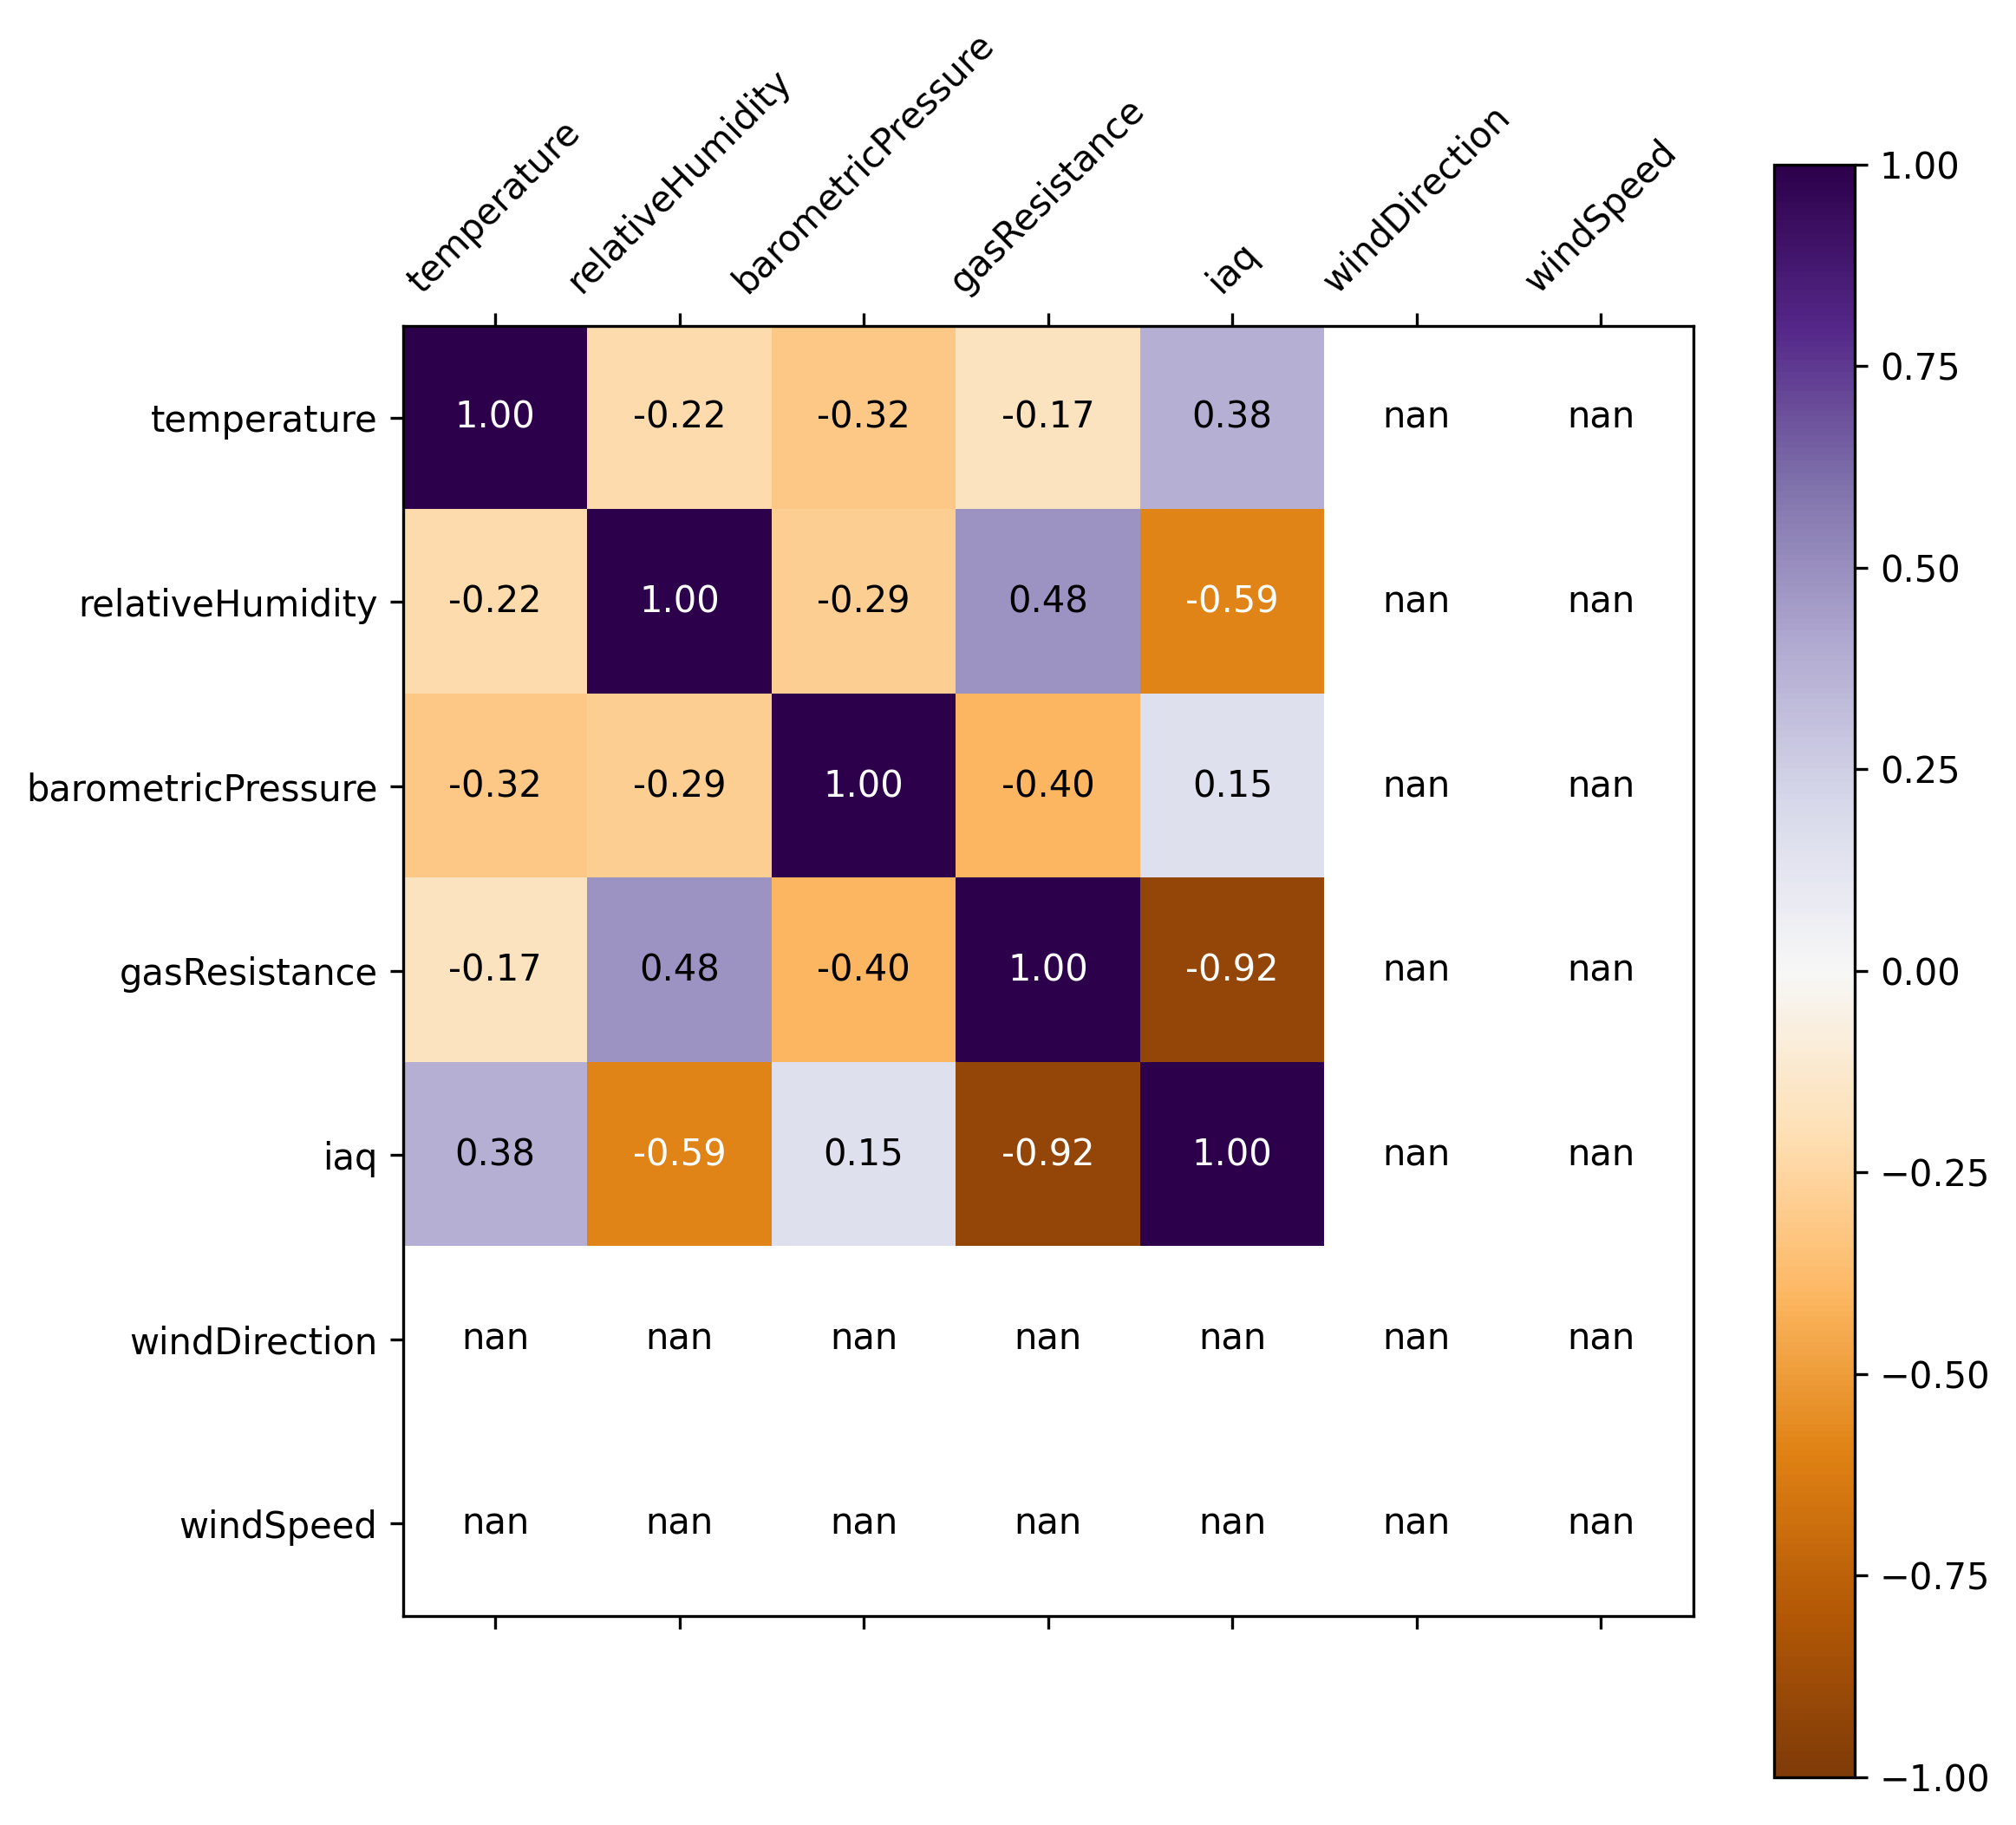 temperature relativeHumidity barometricPressure gasResistance iaq windDirection windSpeed
temperature 1.00 -0.22 -0.32 -0.17 0.38 nan nan
relativeHumidity -0.22 1.00 -0.29 0.48 -0.59 nan nan
barometricPressure -0.32 -0.29 1.00 -0.40 0.15 nan nan
gasResistance -0.17 0.48 -0.40 1.00 -0.92 nan nan
iaq 0.38 -0.59 0.15 -0.92 1.00 nan nan
windDirection nan nan nan nan nan nan nan
windSpeed nan nan nan nan nan nan nan
1.00
0.75
0.50
0.25
0.00
−0.25
−0.50
−0.75
−1.00